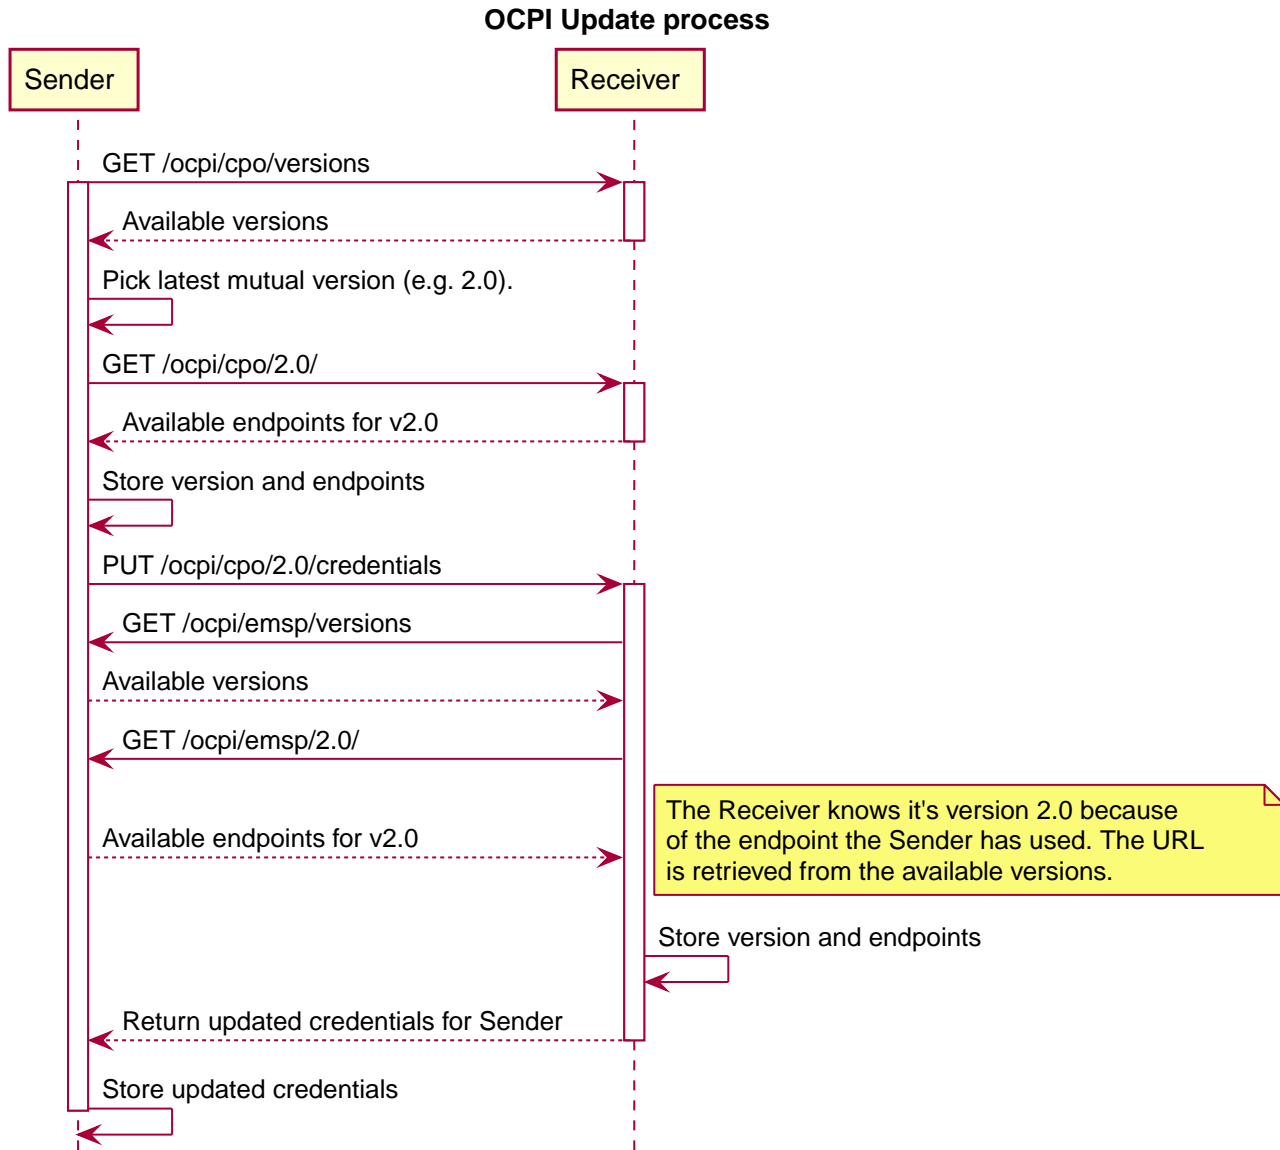 OCPI Update process
Sender
Receiver
GET /ocpi/cpo/versions
Available versions
Pick latest mutual version (e.g. 2.0).
GET /ocpi/cpo/2.0/
Available endpoints for v2.0
Store version and endpoints
PUT /ocpi/cpo/2.0/credentials
GET /ocpi/emsp/versions
Available versions
GET /ocpi/emsp/2.0/
The Receiver knows it's version 2.0 because
of the endpoint the Sender has used. The URL
is retrieved from the available versions.
Available endpoints for v2.0
Store version and endpoints
Return updated credentials for Sender
Store updated credentials